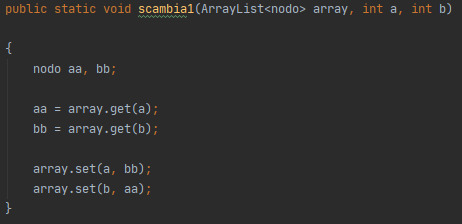 public static void scambia1(ArrayList<nodo> array, int a, int b)
{
nodo aa, bb;
aa = array.get(a);
bb = array.get(b);
array.set(a, bb);
array.set(b, aa);
}